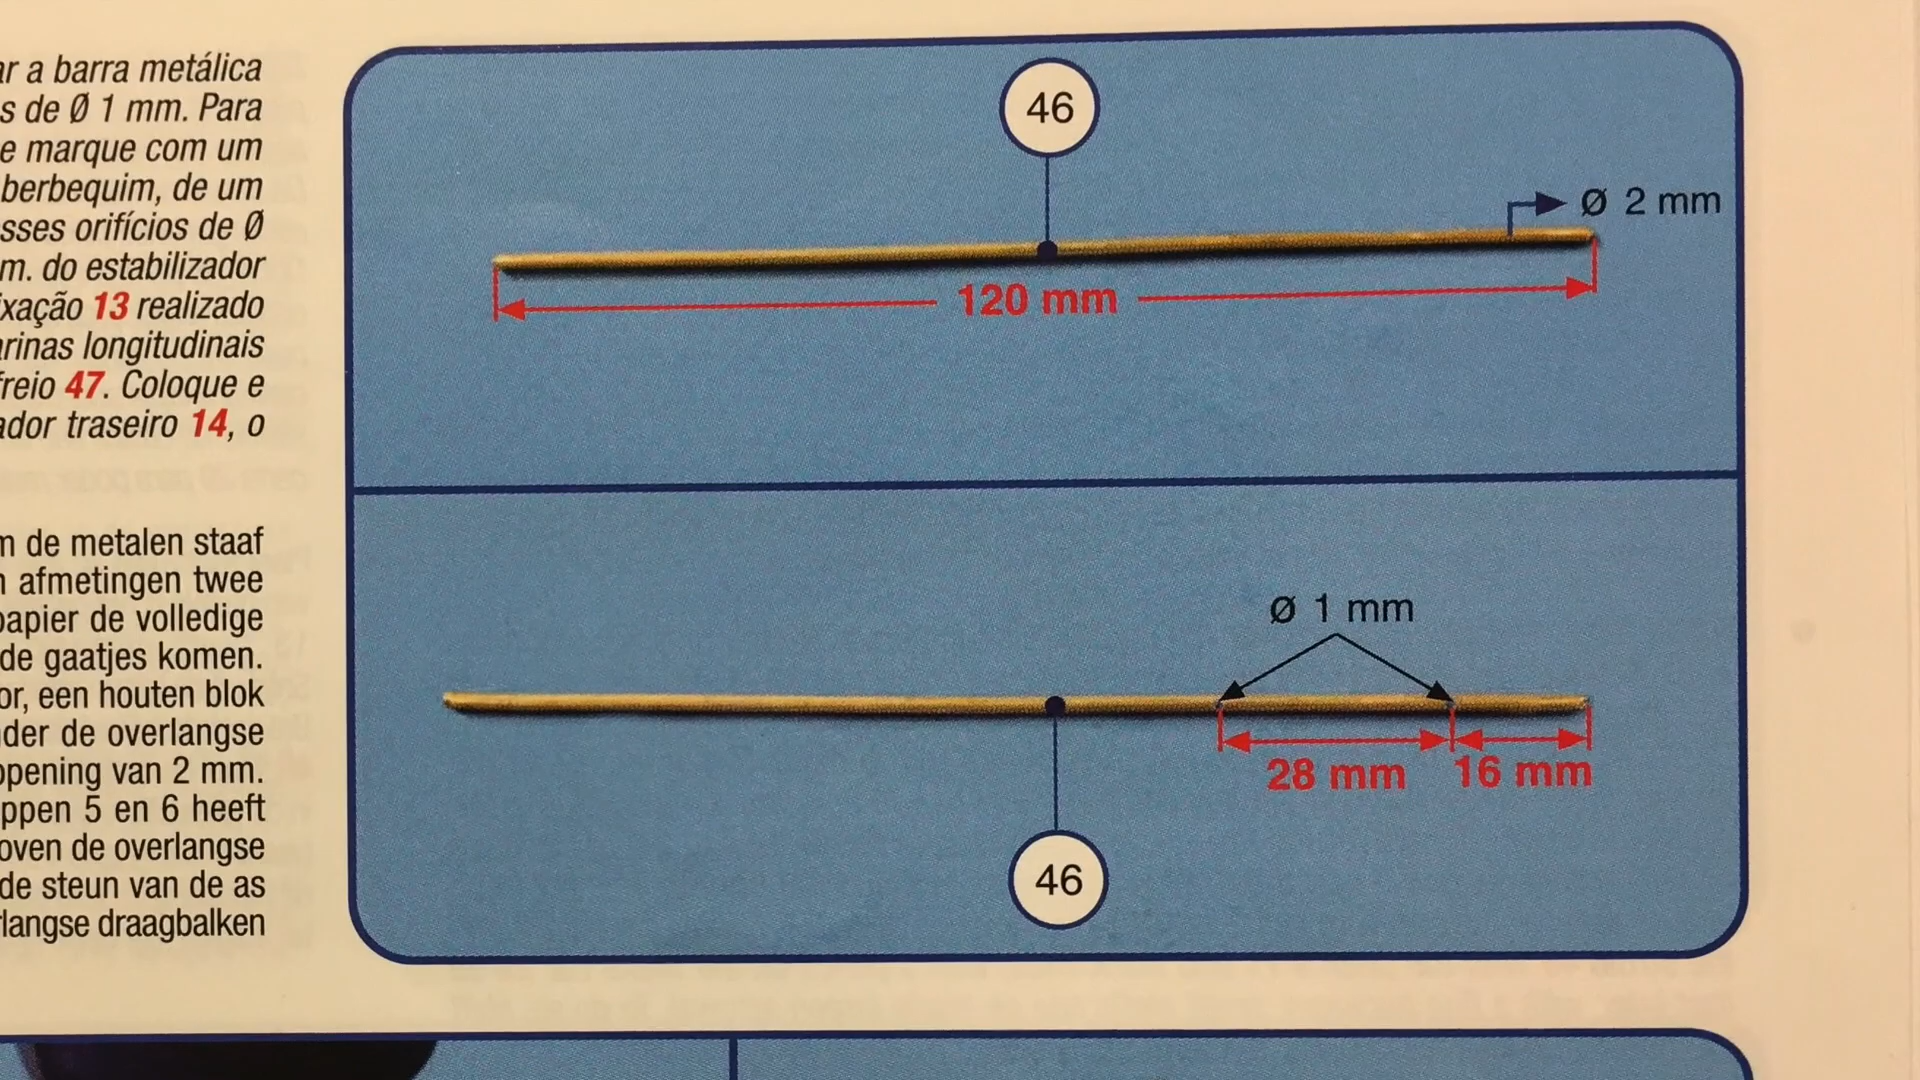 ar a barra metálica
s de Ø 1 mm. Para
e marque com um
berbequim, de um
sses orifícios de Ø
m. do estabilizador
ixação 13 realizado
arinas longitudinais
freio 47. Coloque e
ador traseiro 14, o
m de metalen staaf
n afmetingen twee
papier de volledige
de gaatjes komen.
or, een houten blok
der de overlangse
opening van 2 mm.
ppen 5 en 6 heeft
oven de overlangse
de steun van de as
rlangse draagbalken
46
Ø 2 mm
120 mm
Ø 1 mm
28 mm 16 mm
46